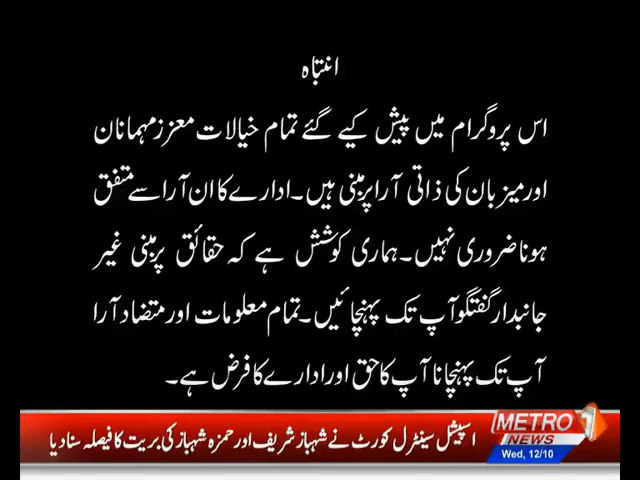 انتباہ
اس پروگرام میں پیش کیے گئے تمام خیالات معزز مہمانان
اور میزبان کی ذاتی آرا پر مبنی ہیں۔ ادارے کا ان آرا سے متفق
ہونا ضروری نہیں۔ ہماری کوشش ہے کہ حقائق پر مبنی غیر
جانبدار گفتگو آپ تک پہنچائیں۔ تمام معلومات اور متضاد آرا
آپ تک پہنچانا آپ کا حق اور ادارے کا فرض ہے۔
اسپیشل سینٹرل کورٹ نے شہباز شریف اور حمزہ شہباز کی بریت کا فیصلہ سنا دیا
METRO 1
NEWS
Wed, 12/10